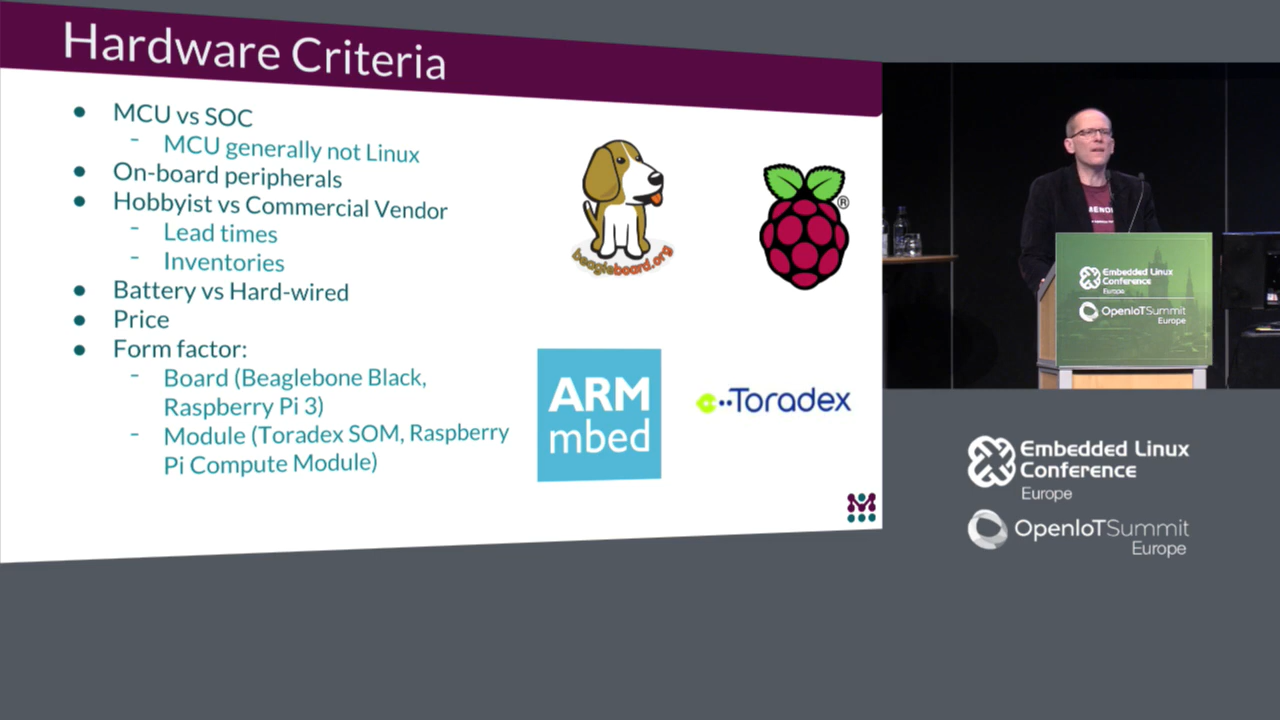 Hardware Criteria
● MCU vs SOC
- MCU generally not Linux
● On-board peripherals
● Hobbyist vs Commercial Vendor
- Lead times
- Inventories
● Battery vs Hard-wired
● Price
● Form factor:
- Board (Beaglebone Black,
Raspberry Pi 3)
- Module (Toradex SOM, Raspberry
Pi Compute Module)
beagleboard.org
®
ARM
mbed
Toradex
Embedded Linux
Conference
Europe
OpenIoTSummit
Europe
Embedded Linux
Conference
Europe
OpenIoTSummit
Europe